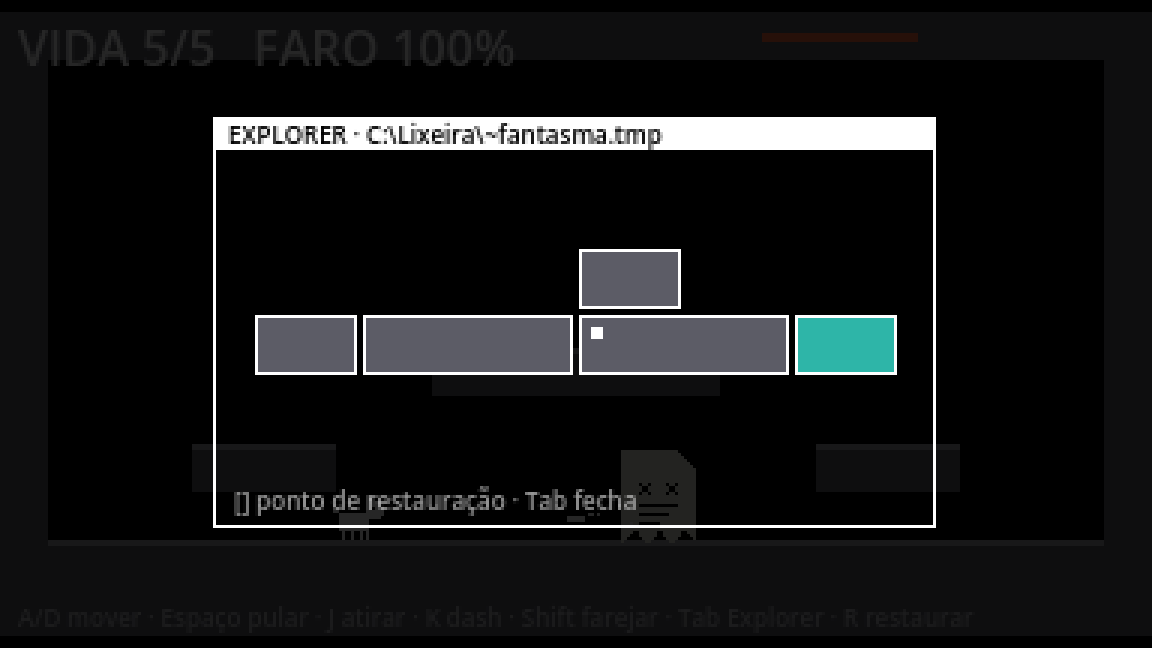 VIDA 5/5 FARO 100%
EXPLORER · C:\Lixeira\~fantasma.tmp
[] ponto de restauração · Tab fecha
A/D mover · Espaço pular · J atirar · K dash · Shift farejar · Tab Explorer · R restaurar